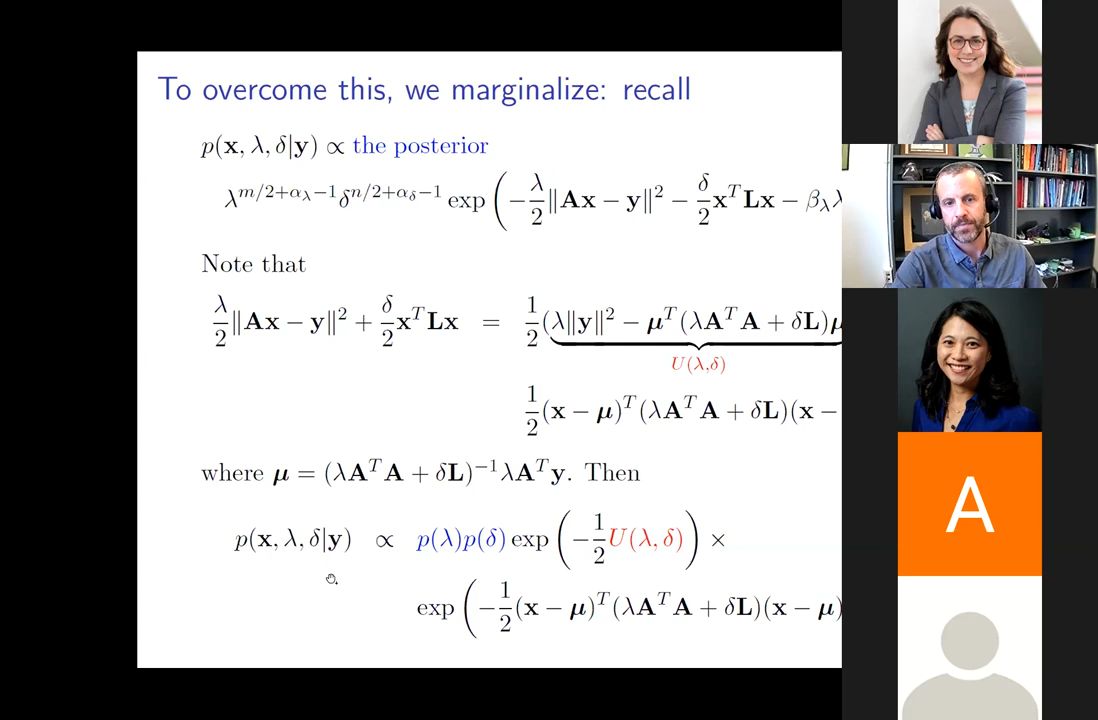 To overcome this, we marginalize: recall
p(x, λ, δ|y) ∝ the posterior
λ^{m/2+α_λ−1}δ^{n/2+α_δ−1} exp(−λ/2‖Ax − y‖² − δ/2 x^T Lx − β_λλ
Note that
λ/2‖Ax − y‖² + δ/2 x^T Lx = 1/2(λ‖y‖² − μ^T(λA^T A + δL)μ
U(λ,δ)
1/2(x − μ)^T(λA^T A + δL)(x −
where μ = (λA^T A + δL)^{−1}λA^T y. Then
p(x, λ, δ|y) ∝ p(λ)p(δ) exp(−1/2 U(λ, δ)) ×
exp(−1/2(x − μ)^T(λA^T A + δL)(x − μ)
A